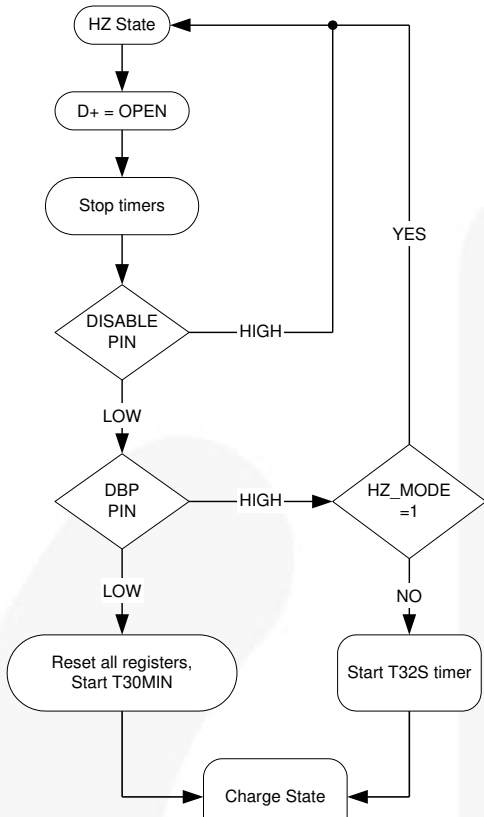 HZ State
D+ = OPEN
Stop timers
YES
DISABLE
PIN
HIGH
LOW
DBP
PIN
HIGH
HZ_MODE
=1
LOW
NO
Reset all registers,
Start T30MIN
Start T32S timer
Charge State